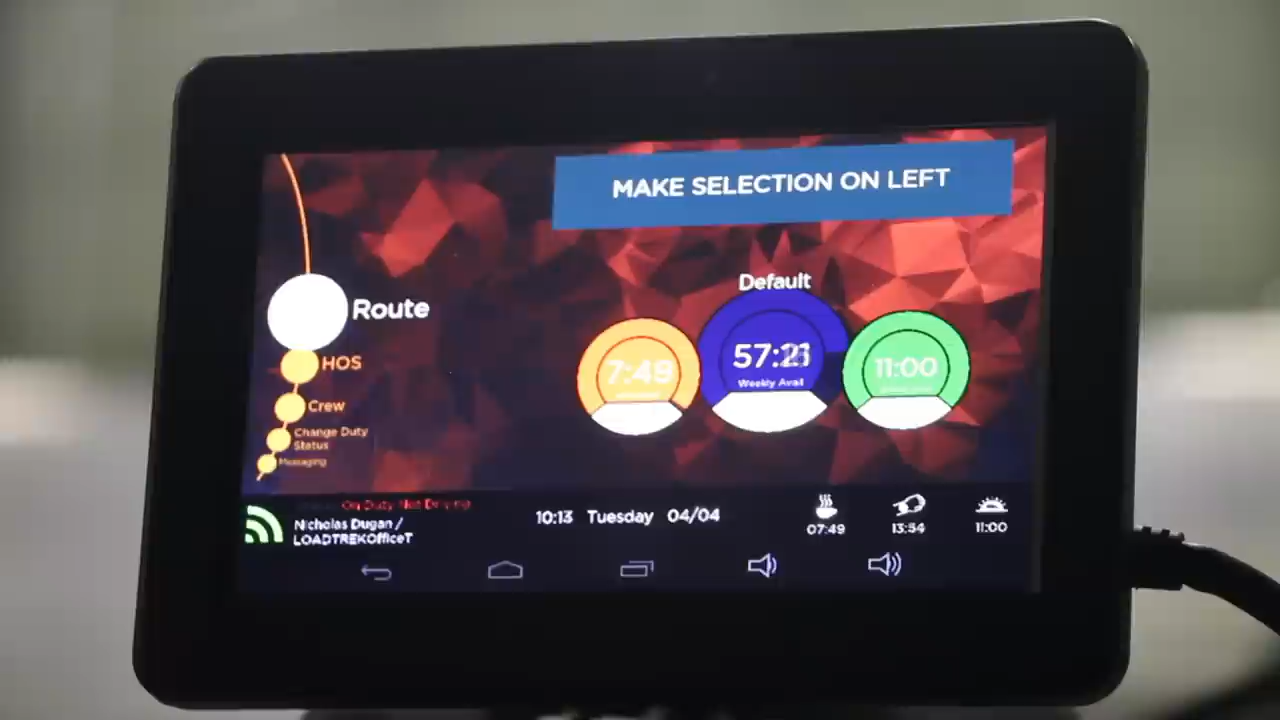 MAKE SELECTION ON LEFT
Default
Route
HOS
Crew
Change Duty
Status
Messaging
7:49
57:21
Weekly Avail
11:00
On Duty Not Driving
Nicholas Dugan /
LOADTREKOfficeT
10:13 Tuesday 04/04
07:49
13:54
11:00